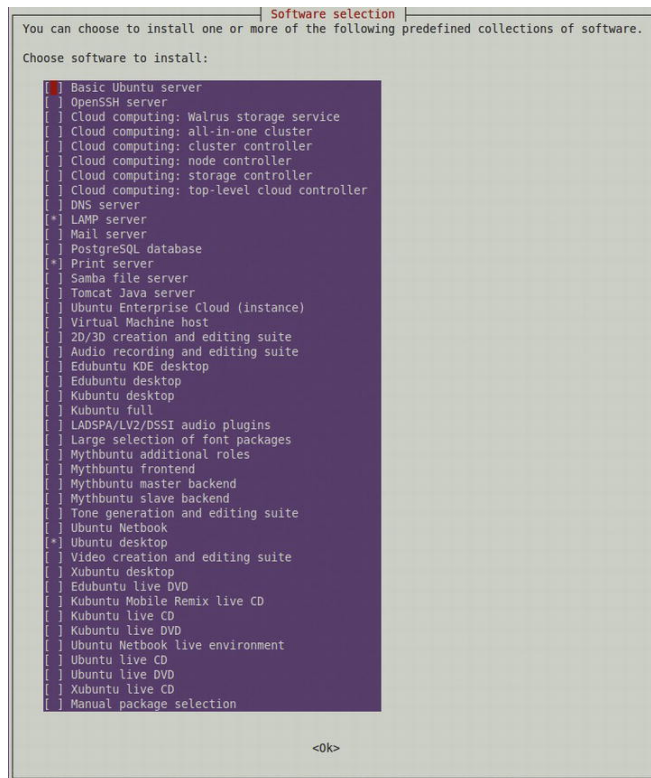 Software selection
You can choose to install one or more of the following predefined collections of software.
Choose software to install:
[ ] Basic Ubuntu server
[ ] OpenSSH server
[ ] Cloud computing: Walrus storage service
[ ] Cloud computing: all-in-one cluster
[ ] Cloud computing: cluster controller
[ ] Cloud computing: node controller
[ ] Cloud computing: storage controller
[ ] Cloud computing: top-level cloud controller
[ ] DNS server
[*] LAMP server
[ ] Mail server
[ ] PostgreSQL database
[*] Print server
[ ] Samba file server
[ ] Tomcat Java server
[ ] Ubuntu Enterprise Cloud (instance)
[ ] Virtual Machine host
[ ] 2D/3D creation and editing suite
[ ] Audio recording and editing suite
[ ] Edubuntu KDE desktop
[ ] Edubuntu desktop
[ ] Kubuntu desktop
[ ] Kubuntu full
[ ] LADSPA/LV2/DSSI audio plugins
[ ] Large selection of font packages
[ ] Mythbuntu additional roles
[ ] Mythbuntu frontend
[ ] Mythbuntu master backend
[ ] Mythbuntu slave backend
[ ] Tone generation and editing suite
[ ] Ubuntu Netbook
[*] Ubuntu desktop
[ ] Video creation and editing suite
[ ] Xubuntu desktop
[ ] Edubuntu live DVD
[ ] Kubuntu Mobile Remix live CD
[ ] Kubuntu live CD
[ ] Kubuntu live DVD
[ ] Ubuntu Netbook live environment
[ ] Ubuntu live CD
[ ] Ubuntu live DVD
[ ] Xubuntu live CD
[ ] Manual package selection
<Ok>